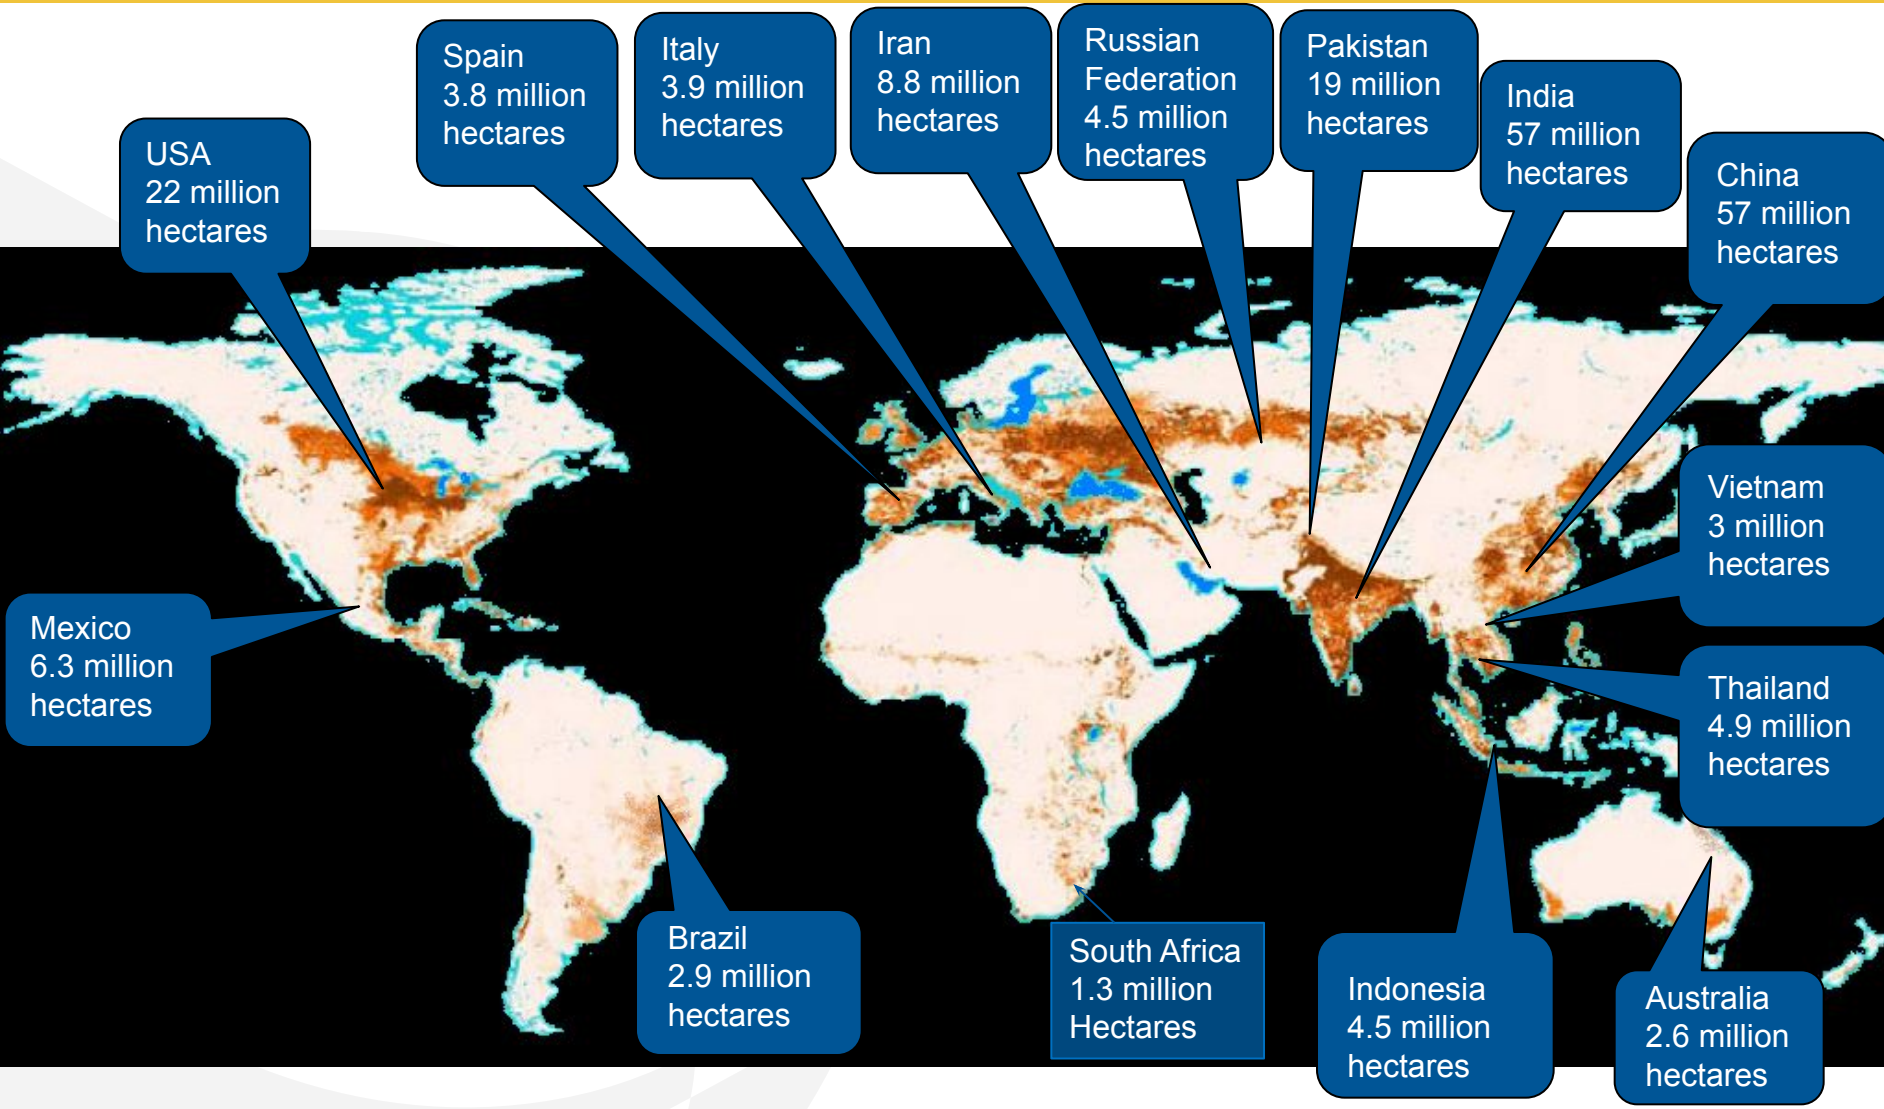 Spain
3.8 million
hectares
Italy
3.9 million
hectares
Iran
8.8 million
hectares
Russian
Federation
4.5 million
hectares
Pakistan
19 million
hectares
India
57 million
hectares
USA
22 million
hectares
China
57 million
hectares
Vietnam
3 million
hectares
Mexico
6.3 million
hectares
Thailand
4.9 million
hectares
Brazil
2.9 million
hectares
South Africa
1.3 million
Hectares
Indonesia
4.5 million
hectares
Australia
2.6 million
hectares